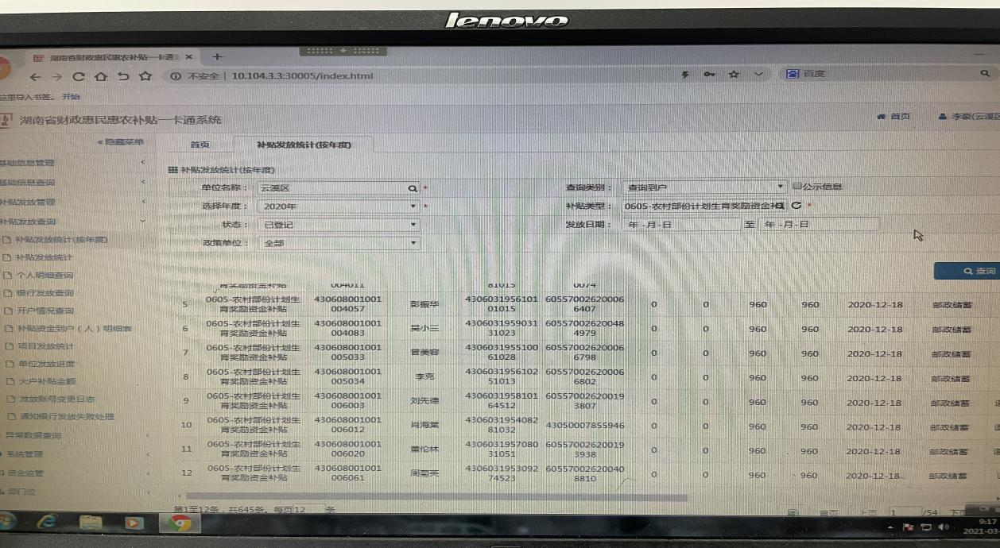 lenovo
湖南省财政惠民惠农补贴一卡通
不安全 | 10.104.3.3:30005/index.html
百度
这里导入书签。 开始
湖南省财政惠民惠农补贴一卡通系统
首页
李豪(云溪区
«隐藏菜单
首页
补贴发放统计(按年度)
基础信息管理
基础信息查询
补贴发放管理
补贴发放查询
补贴发放统计(按年度)
补贴发放统计
个人明细查询
银行发放查询
开户情况查询
补贴资金到户（人）明细表
项目发放统计
单位发放进度
大户补贴金额
发放账号变更日志
通知银行发放失败处理
异常数据查询
系统管理
资金监管
部门位
补贴发放统计(按年度)
单位名称： 云溪区 *
查询类别： 查询到户 公示信息
选择年度： 2020年 *
补贴类型： 0605-农村部份计划生育奖励资金补 *
状态： 已登记
发放日期： 年 -月-日 至 年 -月-日
政策单位： 全部
查询
育奖励资金补贴 004011 81015 0074
5 0605-农村部份计划生育奖励资金补贴 430608001001004057 彭振华 430603195610101015 605570026200066407 0 0 960 960 2020-12-18 邮政储蓄
6 0605-农村部份计划生育奖励资金补贴 430608001001004083 吴小三 430603195903131023 605570026200484979 0 0 960 960 2020-12-18 邮政储蓄
7 0605-农村部份计划生育奖励资金补贴 430608001001005033 曾美容 430603195510061028 605570026200066798 0 0 960 960 2020-12-18 邮政储蓄
8 0605-农村部份计划生育奖励资金补贴 430608001001005034 李克 430603195610251013 605570026200066802 0 0 960 960 2020-12-18 邮政储蓄
9 0605-农村部份计划生育奖励资金补贴 430608001001006003 刘先德 430603195810164512 605570026200193807 0 0 960 960 2020-12-18 邮政储蓄
10 0605-农村部份计划生育奖励资金补贴 430608001001006012 肖海棠 430603195408281032 43050007855946 0 0 960 960 2020-12-18 邮政储蓄
11 0605-农村部份计划生育奖励资金补贴 430608001001006020 董伦林 430603195708031051 605570026200193938 0 0 960 960 2020-12-18 邮政储蓄
12 0605-农村部份计划生育奖励资金补贴 430608001001006061 周菊英 430603195309274523 605570026200408810 0 0 960 960 2020-12-18 邮政储蓄
第1至12条，共645条。每页12 条
首页 上页 1 /54 下页
CH
9:17
2021-03-